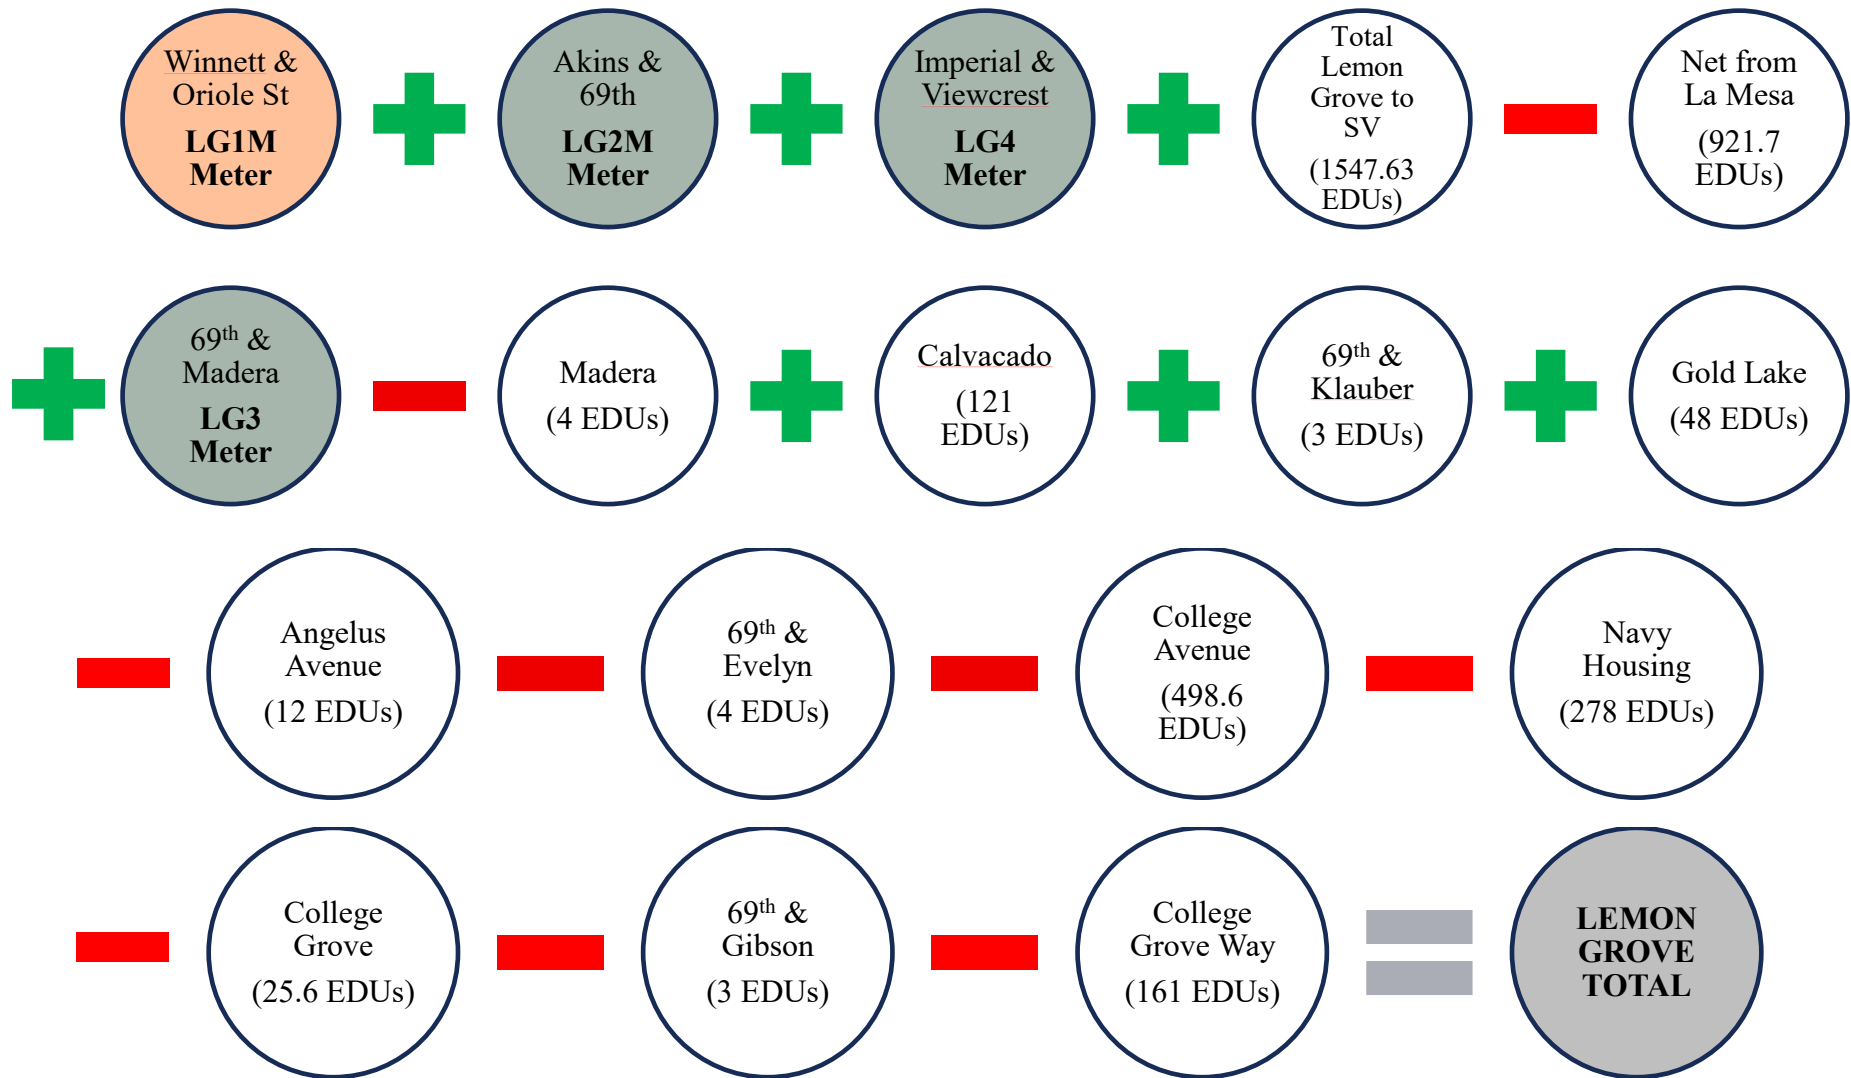 Winnett &
Oriole St
LG1M
Meter
Akins &
69th
LG2M
Meter
Imperial &
Viewcrest
LG4
Meter
Total
Lemon
Grove to
SV
(1547.63
EDUs)
Net from
La Mesa
(921.7
EDUs)
69th &
Madera
LG3
Meter
Madera
(4 EDUs)
Calvacado
(121
EDUs)
69th &
Klauber
(3 EDUs)
Gold Lake
(48 EDUs)
Angelus
Avenue
(12 EDUs)
69th &
Evelyn
(4 EDUs)
College
Avenue
(498.6
EDUs)
Navy
Housing
(278 EDUs)
College
Grove
(25.6 EDUs)
69th &
Gibson
(3 EDUs)
College
Grove Way
(161 EDUs)
LEMON
GROVE
TOTAL